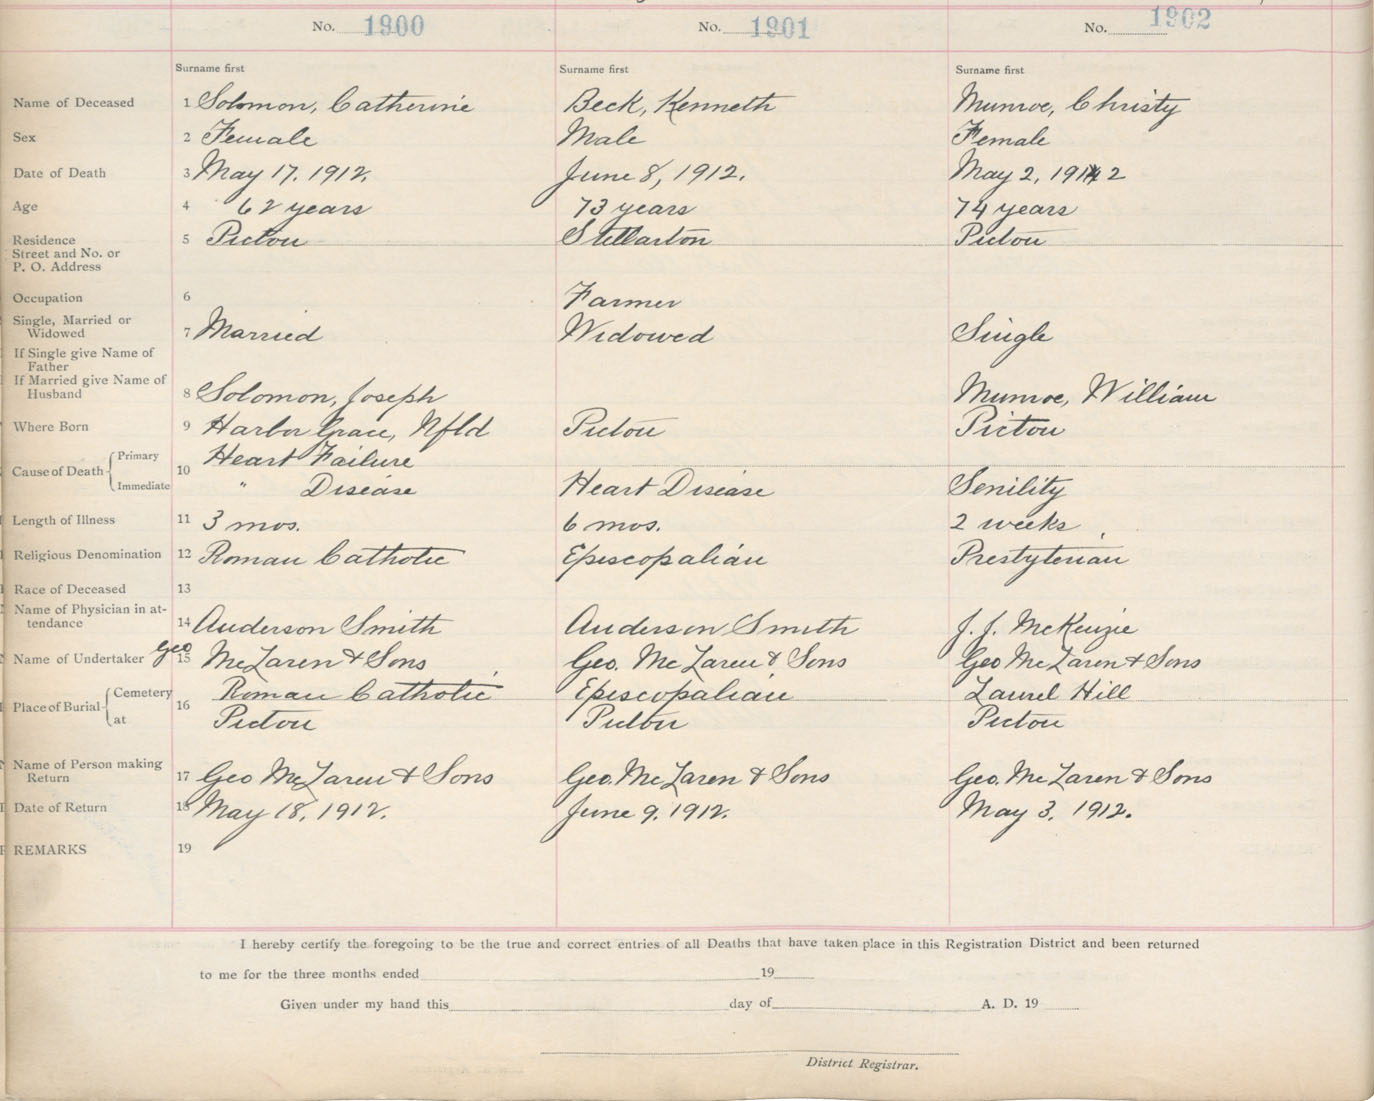 No. 1900 No. 1901 No. 1902
Surname first Surname first Surname first
Name of Deceased 1 Solomon, Catherine Beck, Kenneth Munroe, Christy
Sex 2 Female Male Female
Date of Death 3 May 17. 1912. June 8, 1912. May 2, 1912
Age 4 62 years 73 years 74 years
Residence 5 Pictou Stellarton Pictou
Street and No. or
P. O. Address
Occupation 6 Farmer
Single, Married or
Widowed 7 Married Widowed Single
If Single give Name of
Father
If Married give Name of
Husband 8 Solomon, Joseph Munroe, William
Where Born 9 Harbor Grace, Nfld Pictou Pictou
Primary Heart Failure
Cause of Death 10
Immediate " Disease Heart Disease Senility
Length of Illness 11 3 mos. 6 mos. 2 weeks
Religious Denomination 12 Roman Catholic Episcopalian Presbyterian
Race of Deceased 13
Name of Physician in at-
tendance 14 Anderson Smith Anderson Smith J. J. McKenzie
Name of Undertaker 15 Geo McLaren & Sons Geo. McLaren & Sons Geo McLaren & Sons
Cemetery Roman Catholic Episcopalian Laurel Hill
Place of Burial 16
at Pictou Pictou Pictou
Name of Person making
Return 17 Geo McLaren & Sons Geo. McLaren & Sons Geo. McLaren & Sons
Date of Return 18 May 18, 1912. June 9. 1912. May 3, 1912.
REMARKS 19
I hereby certify the foregoing to be the true and correct entries of all Deaths that have taken place in this Registration District and been returned
to me for the three months ended 19
Given under my hand this day of A. D. 19
District Registrar.